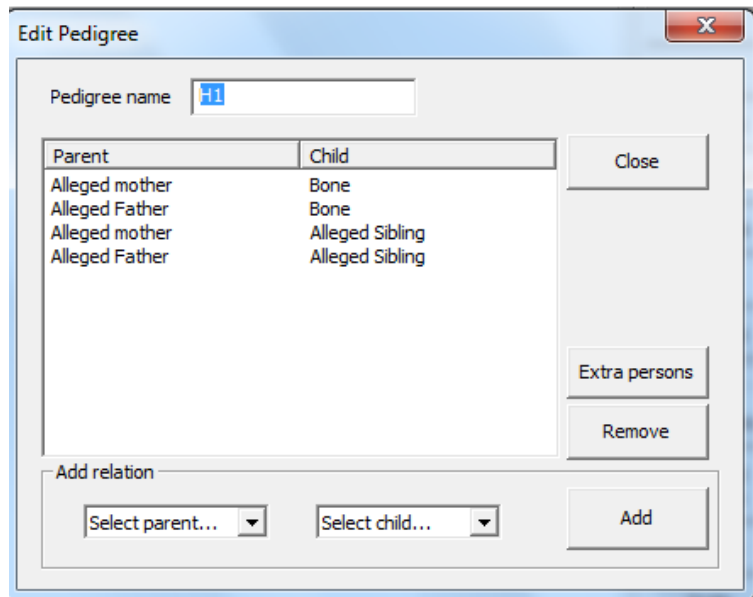 Edit Pedigree
X
Pedigree name H1
Parent Child
Close
Alleged mother Bone
Alleged Father Bone
Alleged mother Alleged Sibling
Alleged Father Alleged Sibling
Extra persons
Remove
Add relation
Select parent... Select child... Add